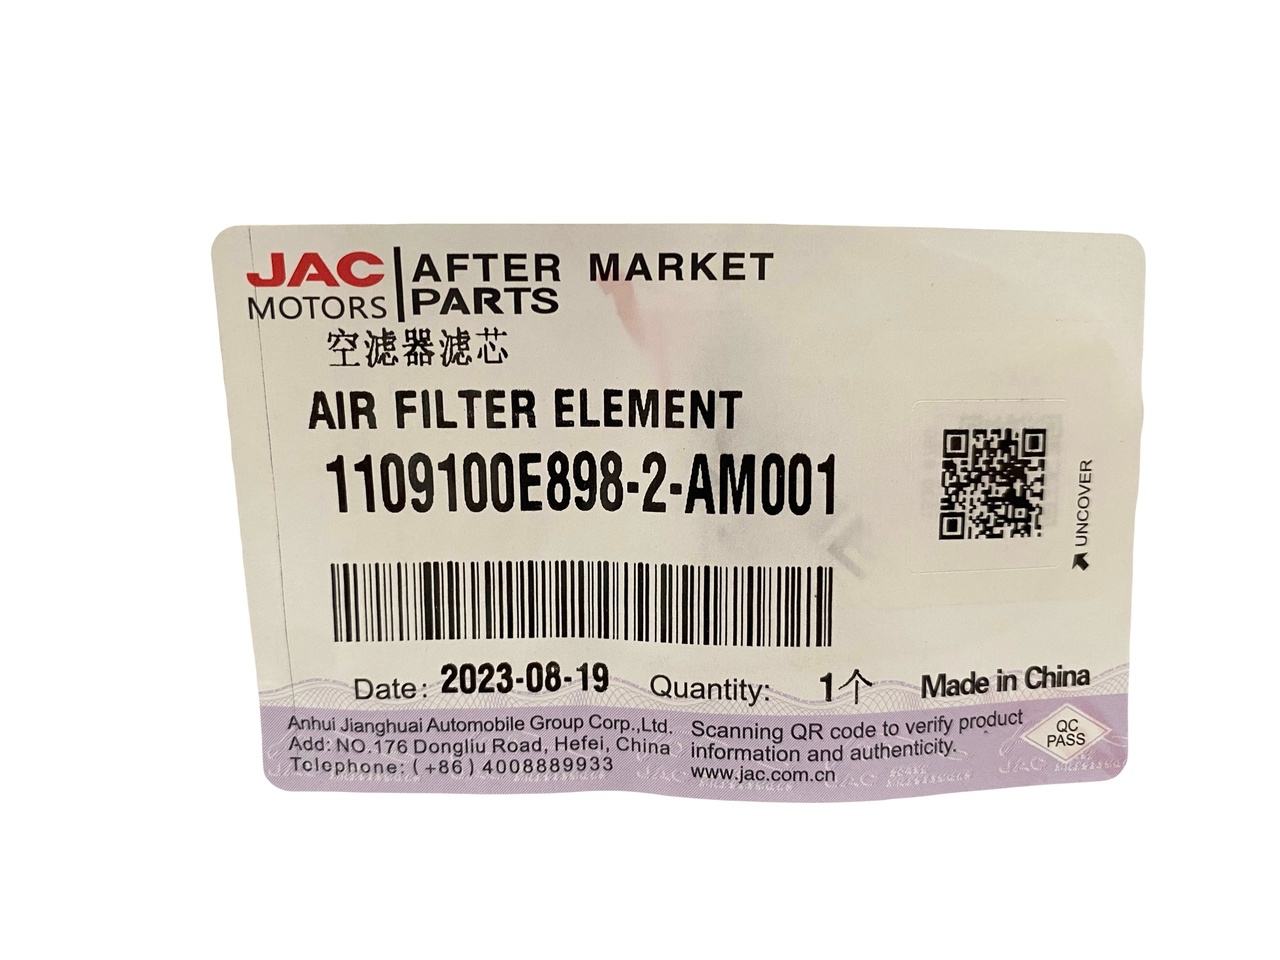 JAC
MOTORS
AFTER MARKET
PARTS
空滤器滤芯
AIR FILTER ELEMENT
1109100E898-2-AM001
UNCOVER
Date: 2023-08-19 Quantity: 1个 Made in China
Anhui Jianghuai Automobile Group Corp.,Ltd.
Add: NO.176 Dongliu Road, Hefei, China
Telophone: (+86) 4008889933
Scanning QR code to verify product
information and authenticity.
www.jac.com.cn
QC
PASS